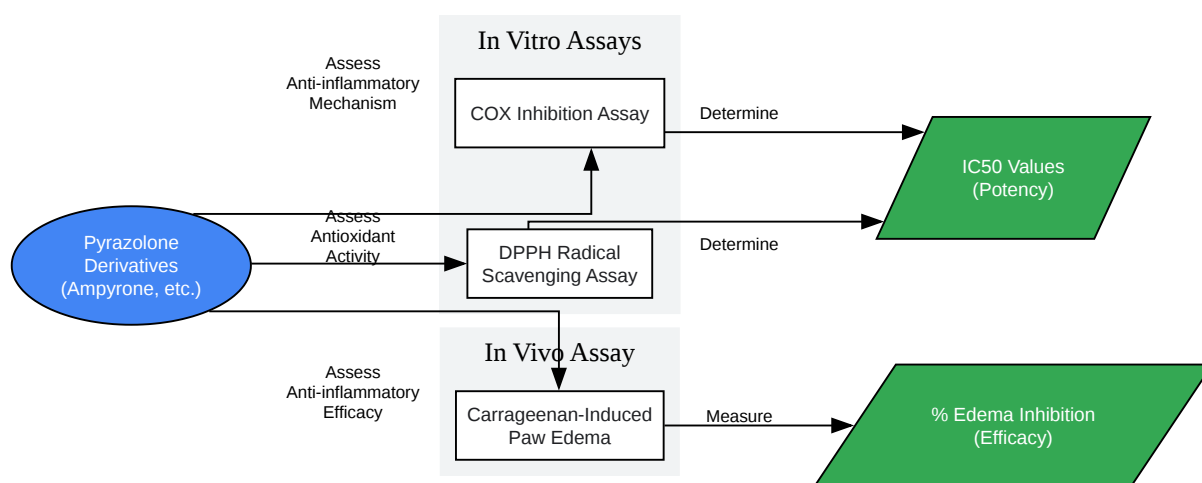 In Vitro Assays
Assess
Anti-inflammatory
Mechanism
COX Inhibition Assay
Determine
IC50 Values
(Potency)
Pyrazolone
Derivatives
(Ampyrone, etc.)
Assess
Antioxidant
Activity
DPPH Radical
Scavenging Assay
Determine
In Vivo Assay
Assess
Anti-inflammatory
Efficacy
Carrageenan-Induced
Paw Edema
Measure
% Edema Inhibition
(Efficacy)